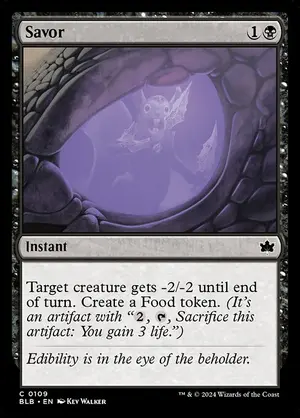 Savor 1
Instant
Target creature gets -2/-2 until end
of turn. Create a Food token. (It's
an artifact with “2, , Sacrifice this
artifact: You gain 3 life.”)
Edibility is in the eye of the beholder.
C 0109
BLB • EN Key Walker
™ & © 2024 Wizards of the Coast